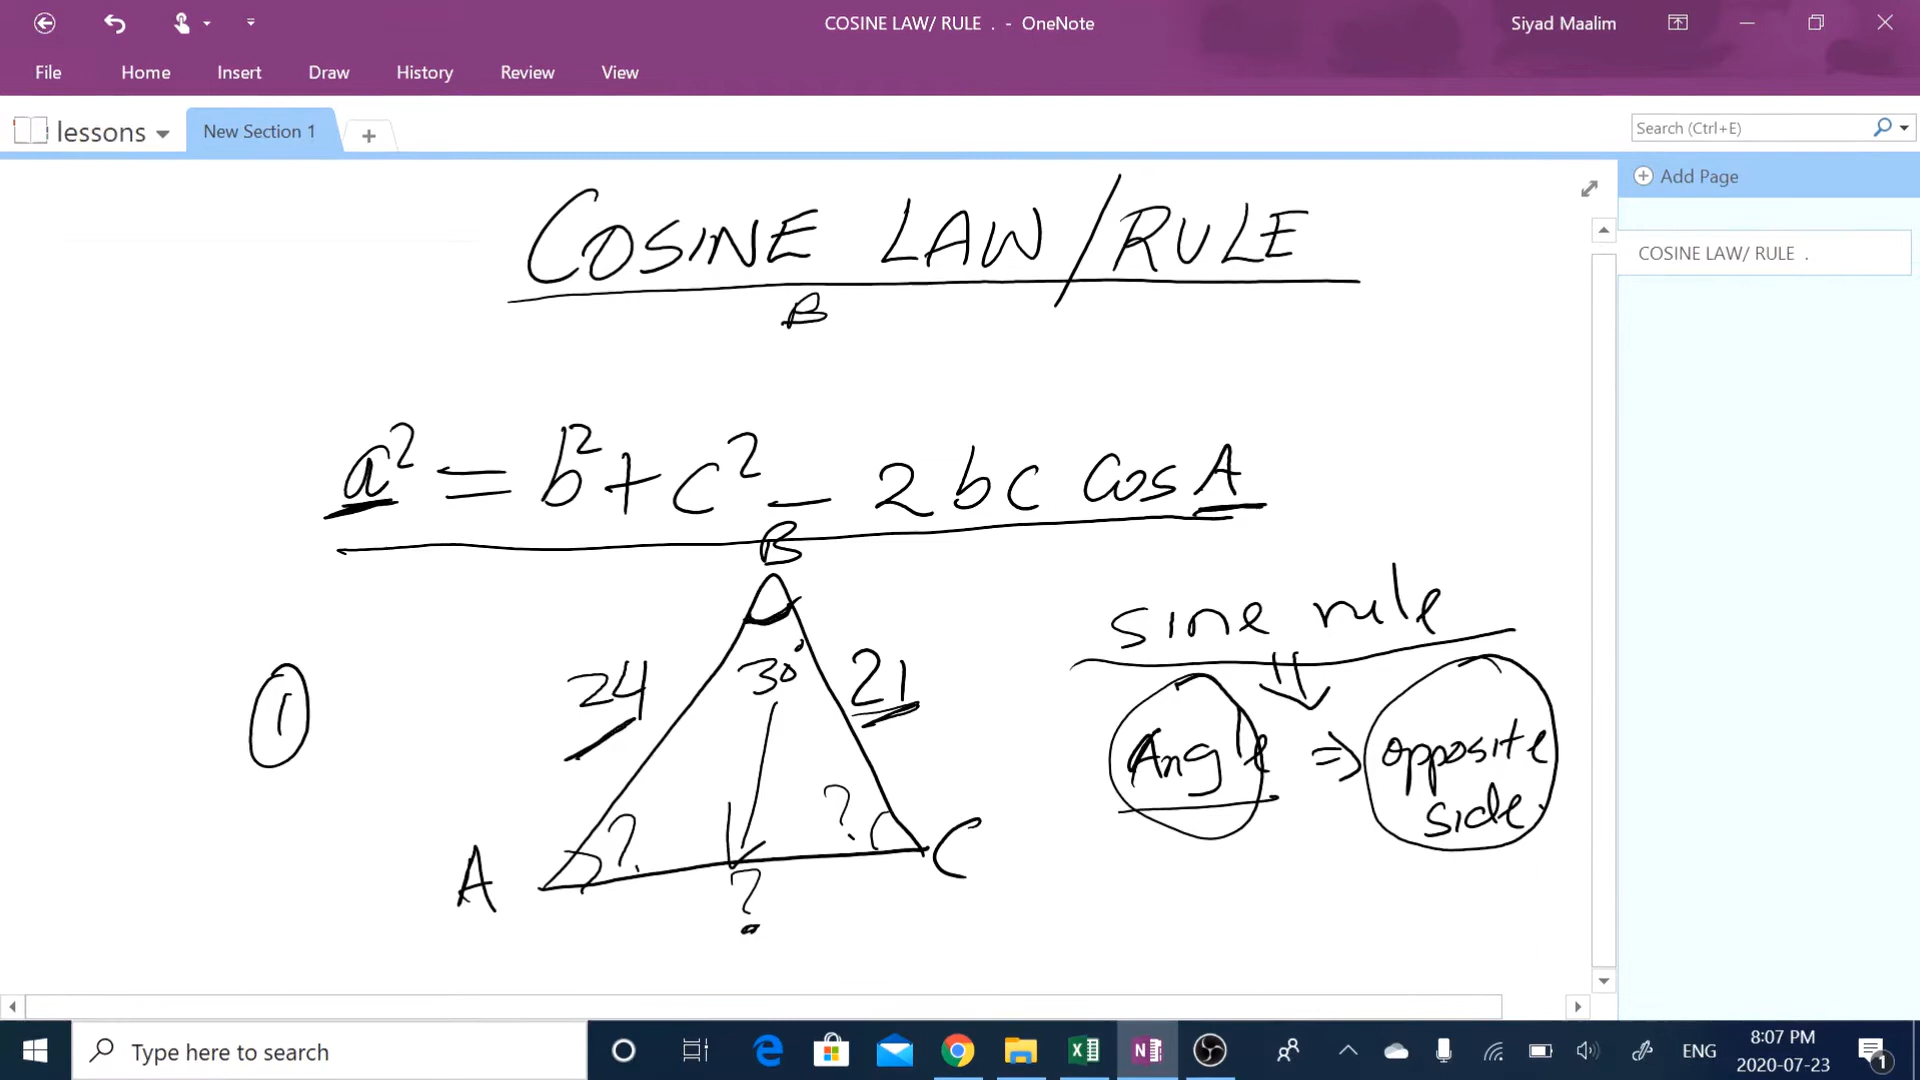 COSINE LAW/ RULE . - OneNote
Siyad Maalim
File Home Insert Draw History Review View
lessons
New Section 1
+
Search (Ctrl+E)
Add Page
COSINE LAW/ RULE .
COSINE LAW/RULE
B
a² = b² + c² - 2bc cos A
B
sine rule
24
30°
21
①
Angle ⇒ opposite
side.
?
?
A
C
?
Type here to search
ENG
8:07 PM
2020-07-23
1